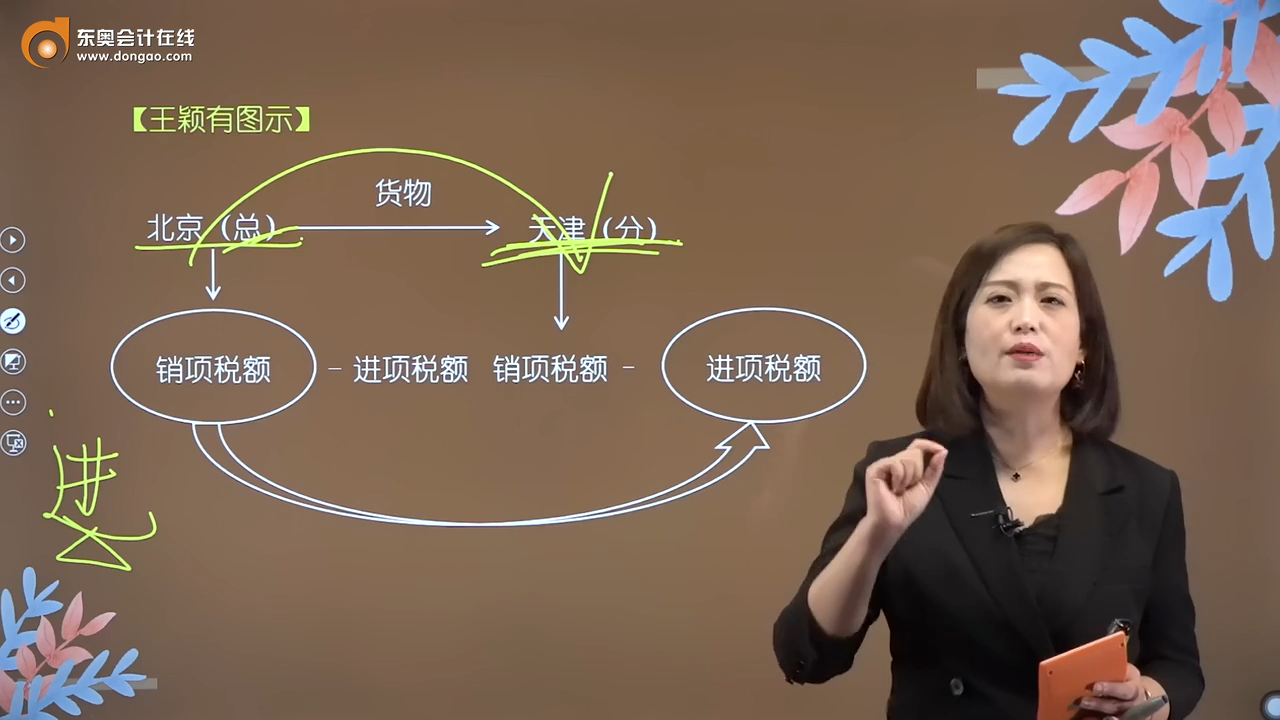 东奥会计在线
www.dongao.com
【王颖有图示】
货物
北京（总） 天津（分）
销项税额 - 进项税额 销项税额 - 进项税额
进